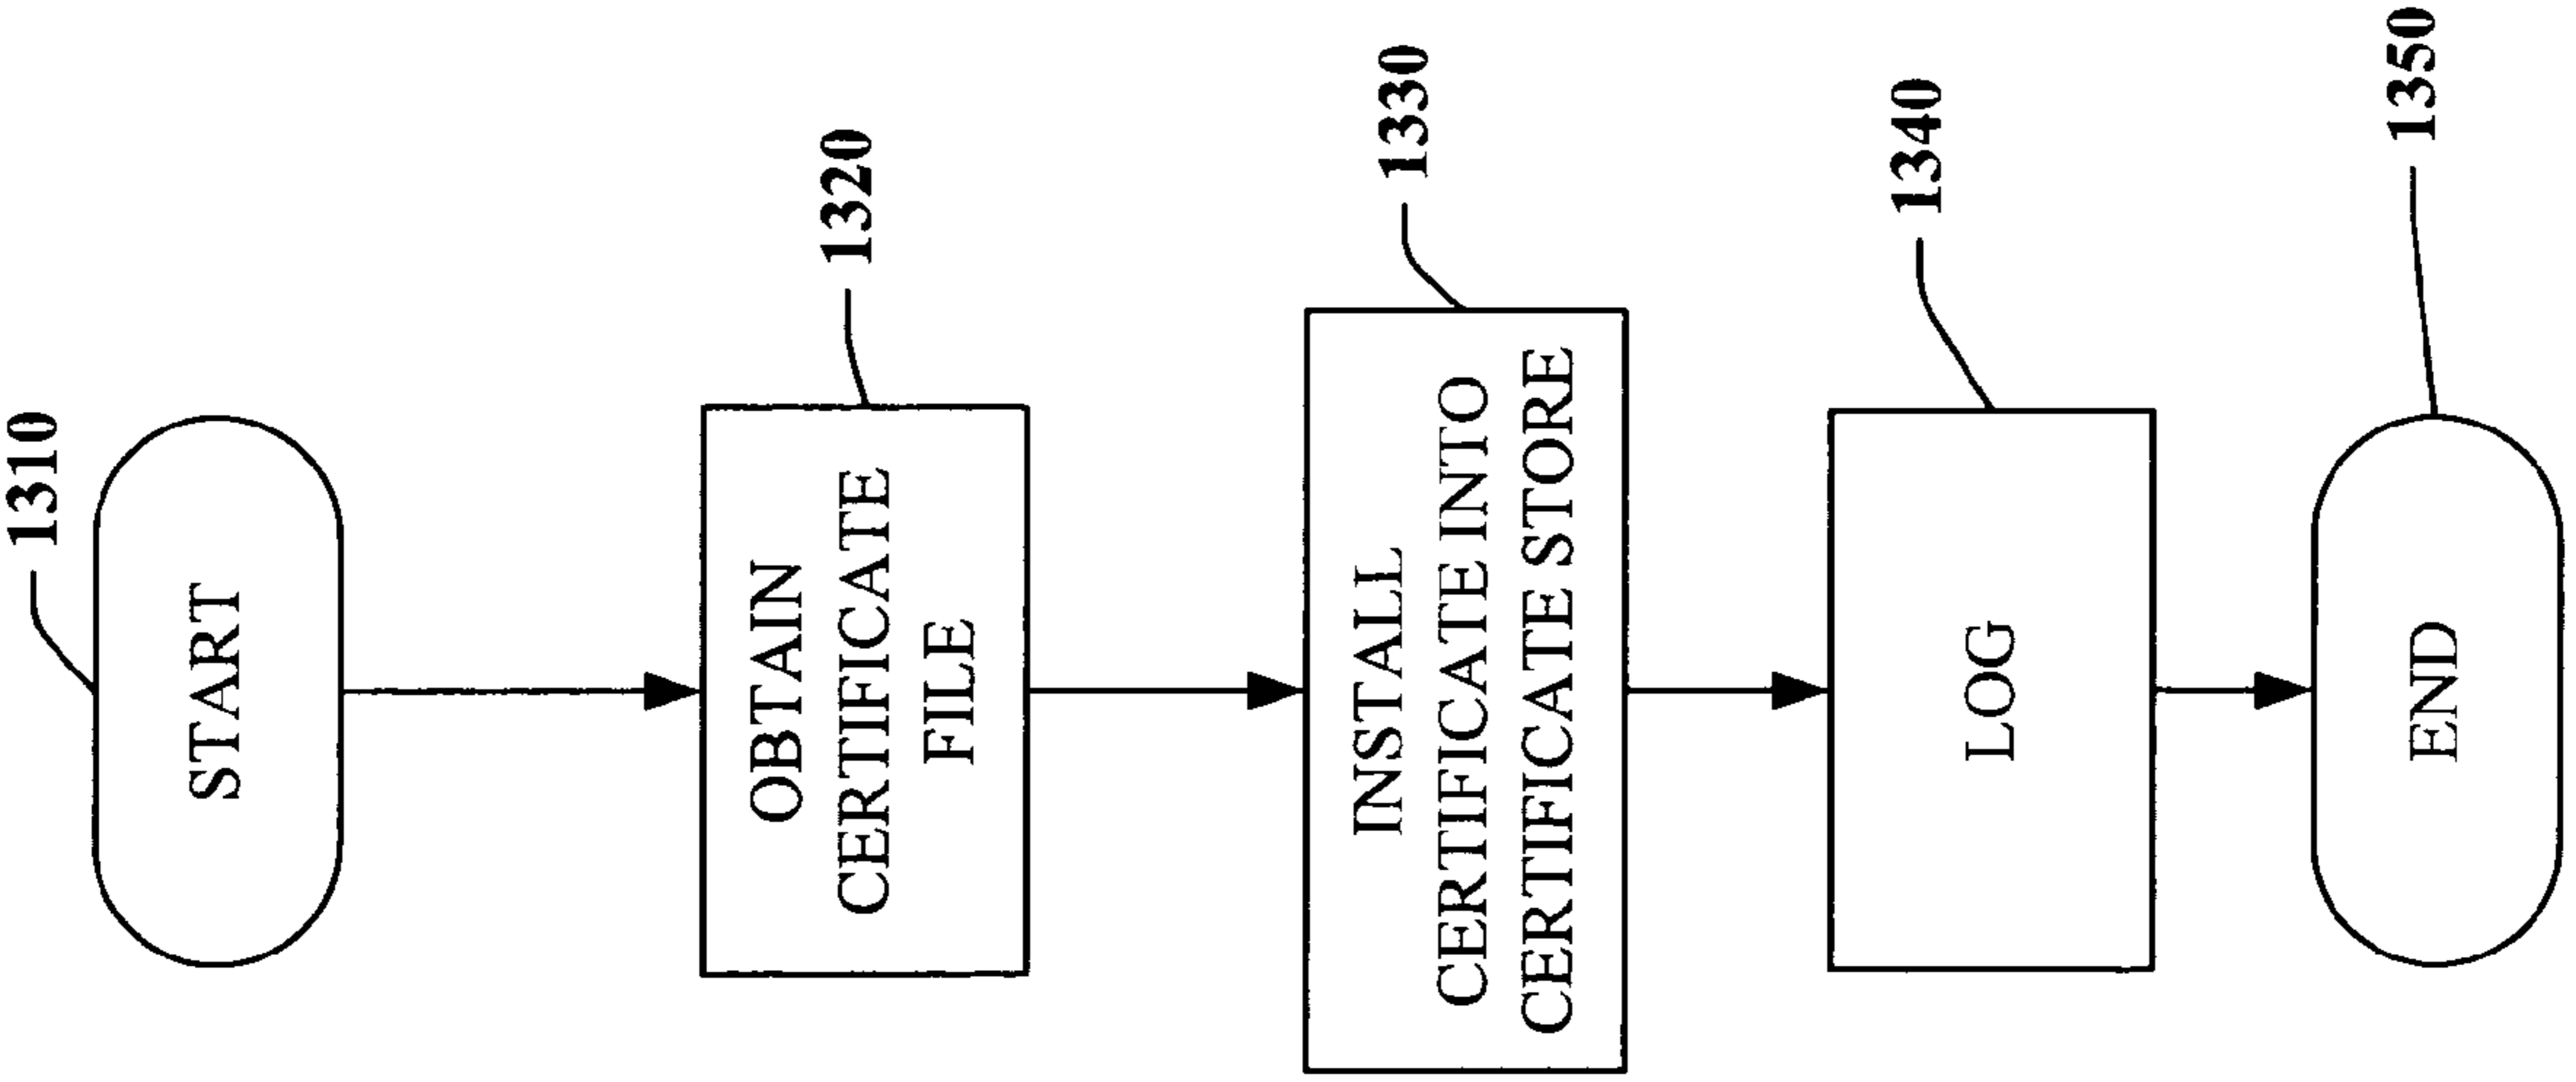 1310
START
1320
OBTAIN
CERTIFICATE
FILE
1330
INSTALL
CERTIFICATE INTO
CERTIFICATE STORE
1340
LOG
1350
END